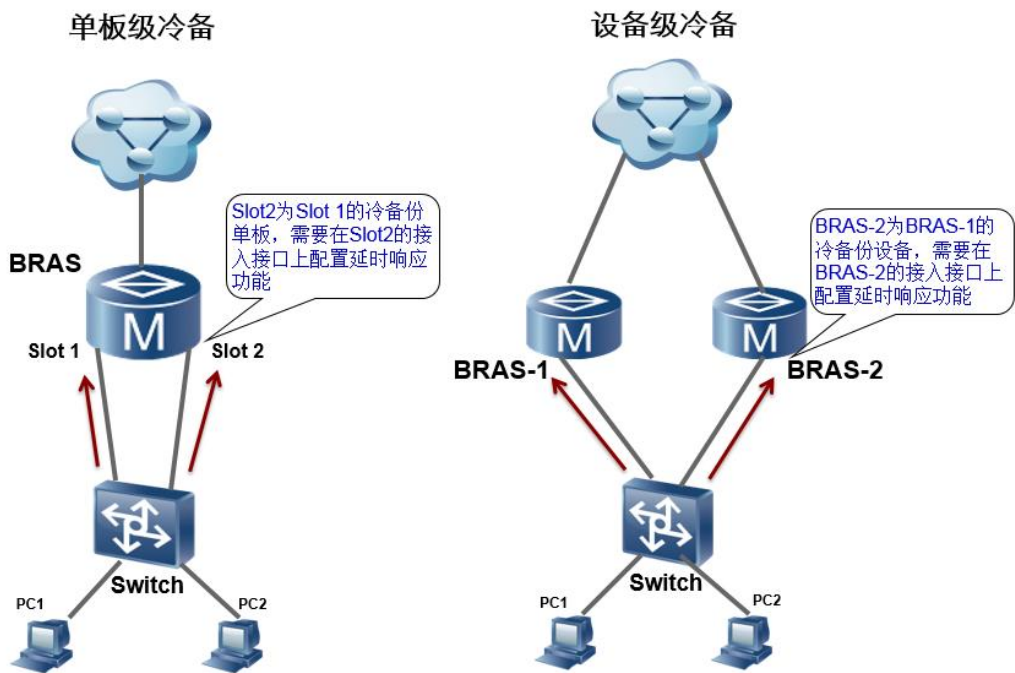 单板级冷备
Slot2为Slot 1的冷备份
单板，需要在Slot2的接
入接口上配置延时响应
功能
BRAS
M
Slot 1
Slot 2
Switch
PC1
PC2
设备级冷备
BRAS-2为BRAS-1的
冷备份设备，需要在
BRAS-2的接入接口上
配置延时响应功能
M
M
BRAS-1
BRAS-2
Switch
PC1
PC2